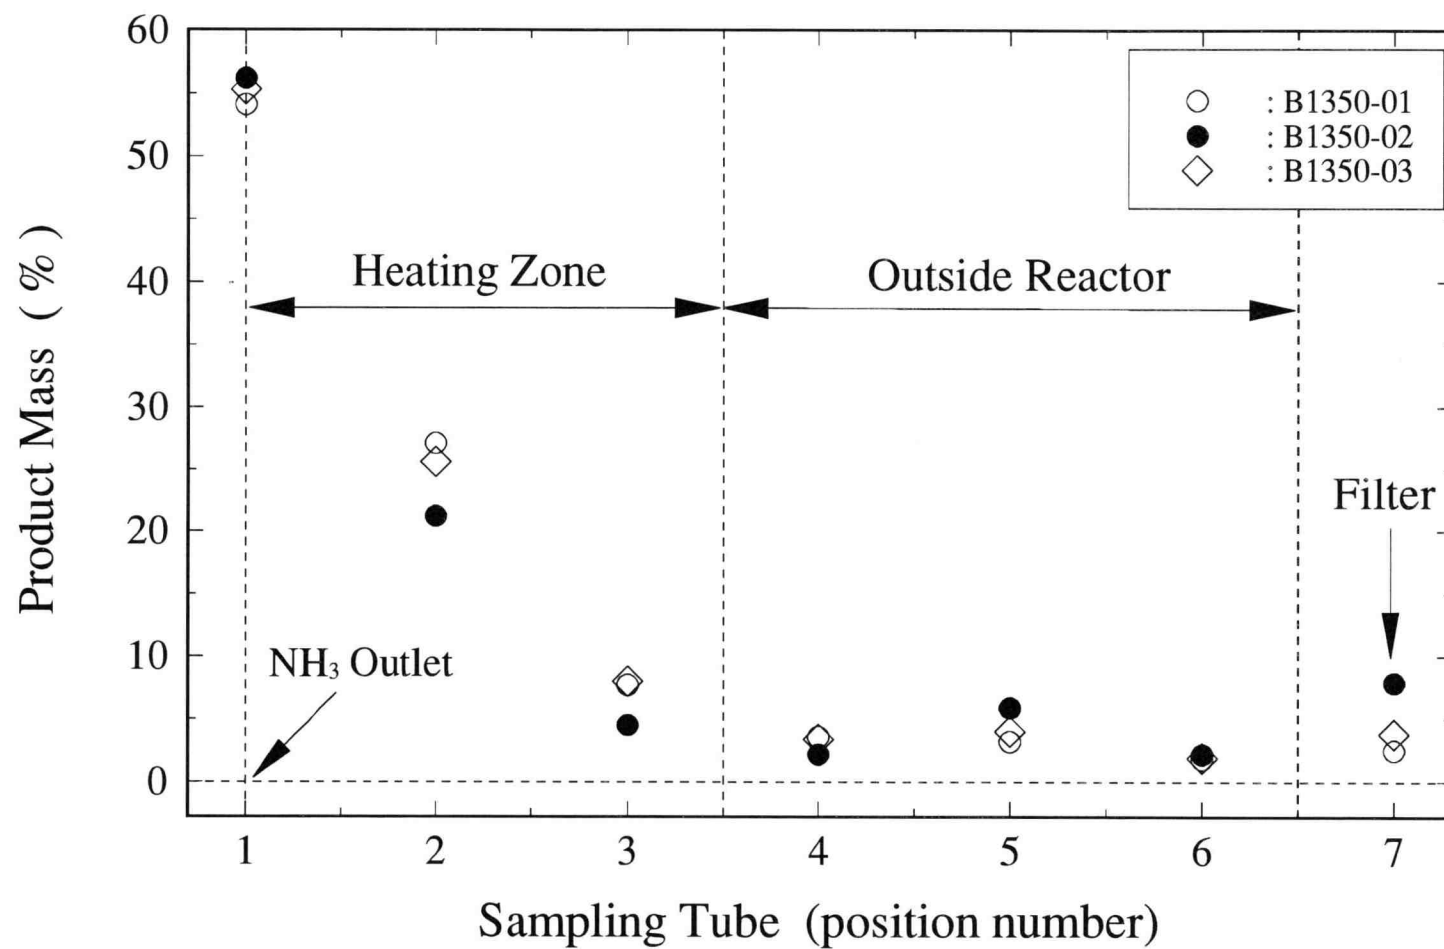 60
50
40
30
20
10
0
Product Mass ( % )
: B1350-01
: B1350-02
: B1350-03
Heating Zone
Outside Reactor
Filter
NH₃ Outlet
1 2 3 4 5 6 7
Sampling Tube (position number)